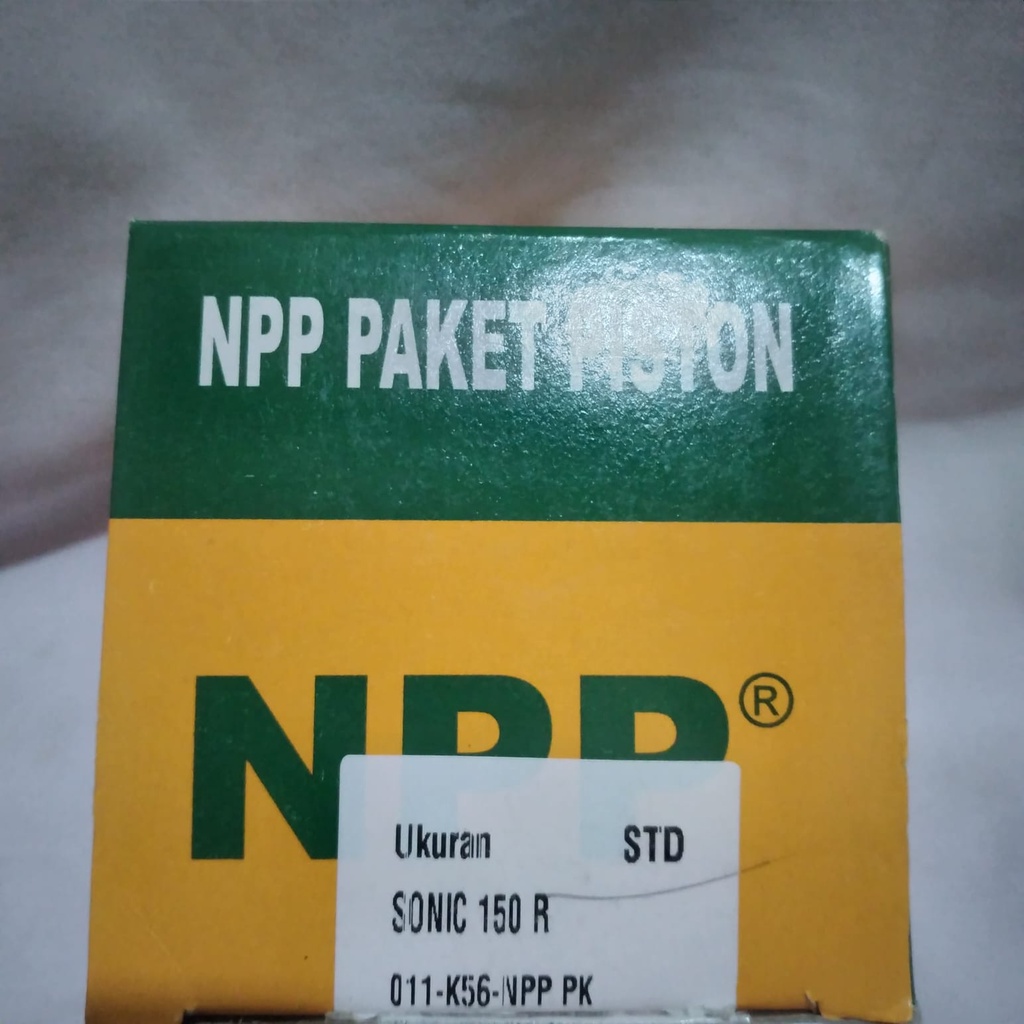 NPP PAKET PISTON
NPP®
Ukuran STD
SONIC 150 R
011-K56-NPP PK